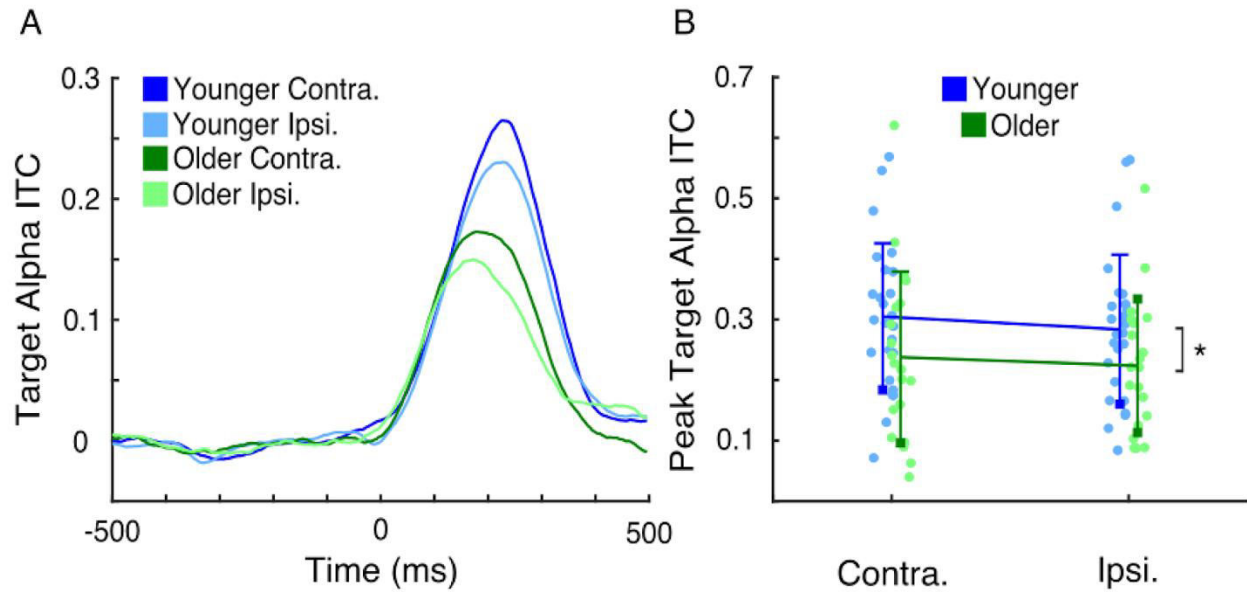 A
Target Alpha ITC
0.3
0.2
0.1
0
Younger Contra.
Younger Ipsi.
Older Contra.
Older Ipsi.
-500
0
500
Time (ms)
B
Peak Target Alpha ITC
0.7
0.5
0.3
0.1
Younger
Older
*
Contra.
Ipsi.